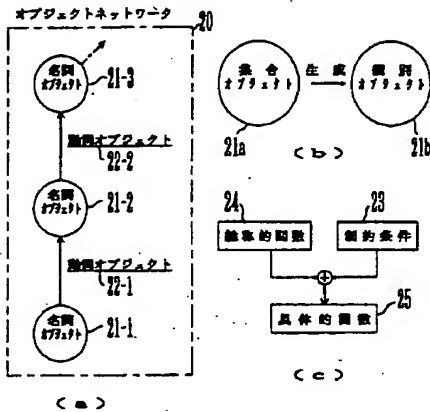 オブジェクトネットワーク
20
名詞
オブジェクト
21-3
動詞オブジェクト
22-2
名詞
オブジェクト
21-2
動詞オブジェクト
22-1
名詞
オブジェクト
21-1
(a)
集合
オブジェクト
生成
個別
オブジェクト
21a
21b
(b)
24
23
総称的関数
制約条件
具体的関数
25
(c)